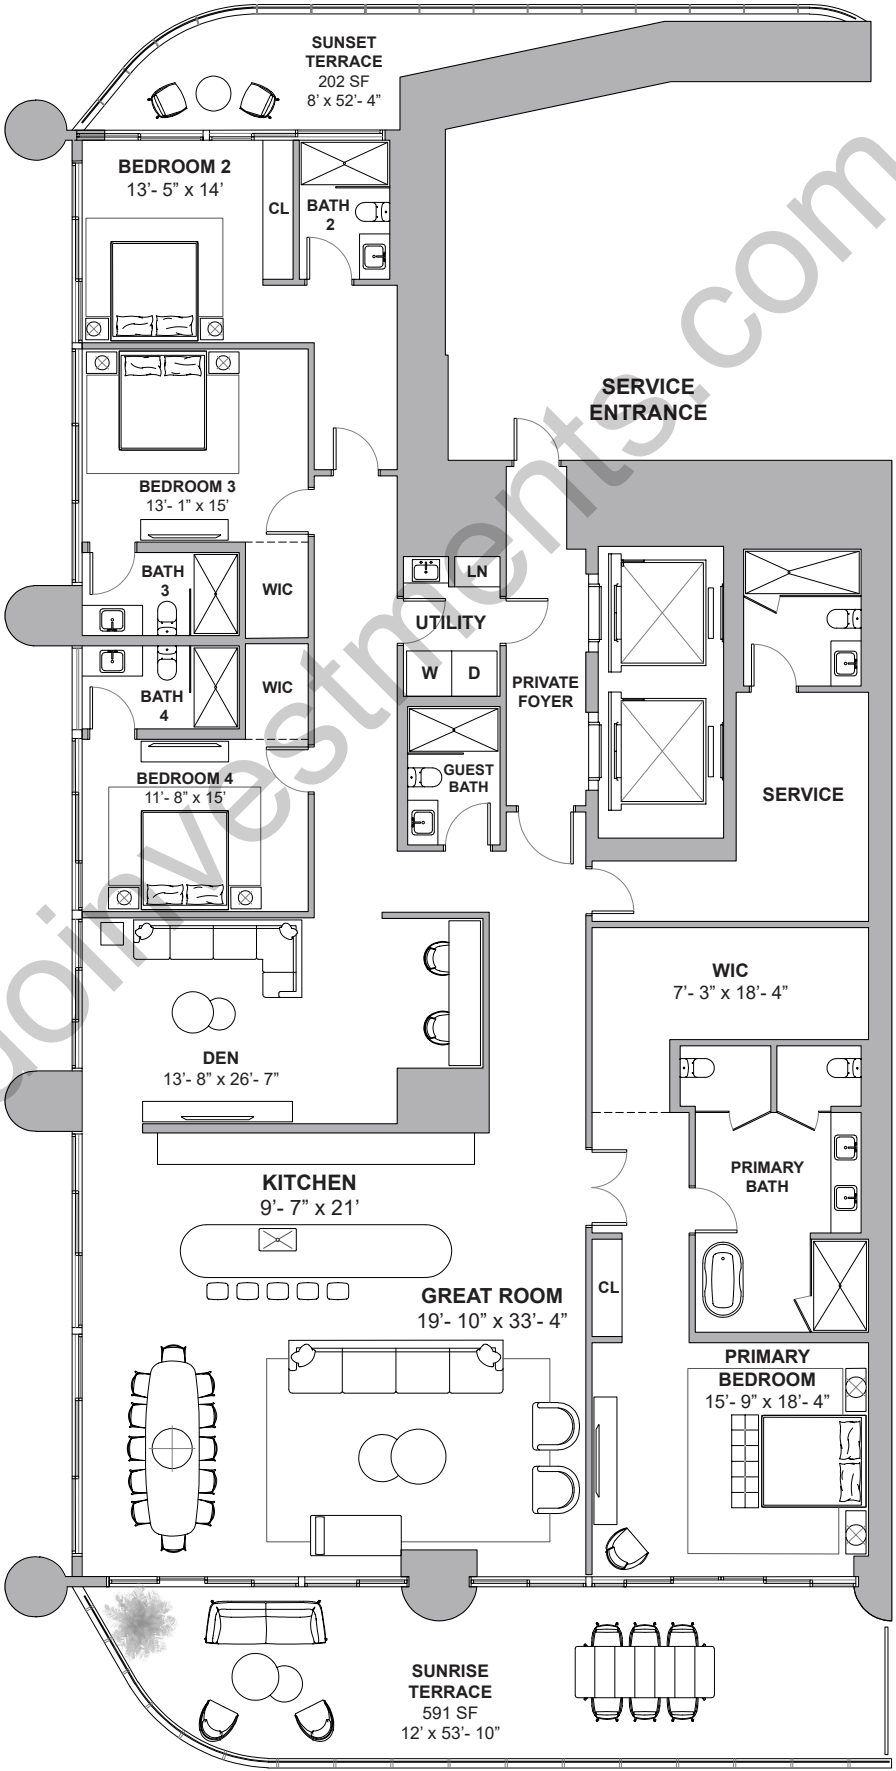 SUNSET
TERRACE
202 SF
8' x 52'- 4"
BEDROOM 2
13'- 5" x 14'
CL
BATH
2
SERVICE
ENTRANCE
BEDROOM 3
13'- 1" x 15'
BATH
3
WIC
LN
UTILITY
W
D
PRIVATE
FOYER
WIC
BATH
4
GUEST
BATH
BEDROOM 4
11'- 8" x 15'
SERVICE
WIC
7'- 3" x 18'- 4"
DEN
13'- 8" x 26'- 7"
PRIMARY
BATH
KITCHEN
9'- 7" x 21'
CL
GREAT ROOM
19'- 10" x 33'- 4"
PRIMARY
BEDROOM
15'- 9" x 18'- 4"
SUNRISE
TERRACE
591 SF
12' x 53'- 10"
goinvestments.com